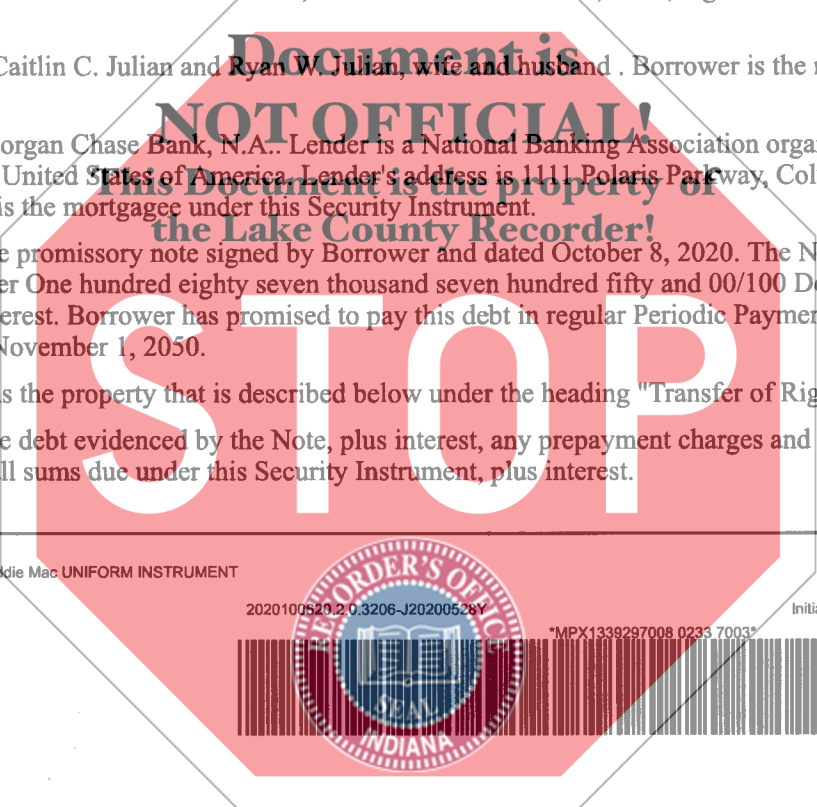 Document is
Caitlin C. Julian and Ryan W. Julian, wife and husband . Borrower is the
NOT OFFICIAL!
organ Chase Bank, N.A.. Lender is a National Banking Association orga
This Document is the property of
United States of America. Lender's address is 1111 Polaris Parkway, Col
is the mortgagee under this Security Instrument.
the Lake County Recorder!
e promissory note signed by Borrower and dated October 8, 2020. The N
er One hundred eighty seven thousand seven hundred fifty and 00/100 D
erest. Borrower has promised to pay this debt in regular Periodic Paymen
November 1, 2050.
s the property that is described below under the heading "Transfer of Rig
e debt evidenced by the Note, plus interest, any prepayment charges and
ll sums due under this Security Instrument, plus interest.
STOP
ddie Mac UNIFORM INSTRUMENT
RECORDER'S OFFICE
2020100520.2.0.3206-J20200528Y
Initia
*MPX1339297008 0233 7003*
SEAL
INDIANA